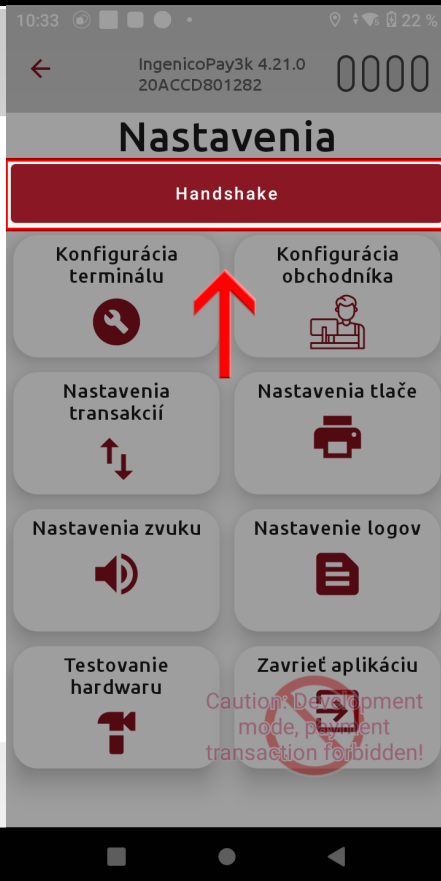 10:33
22 %
IngenicoPay3k 4.21.0
20ACCD801282
Nastavenia
Handshake
Konfigurácia
terminálu
Konfigurácia
obchodníka
Nastavenia
transakcií
Nastavenia tlače
Nastavenia zvuku
Nastavenie logov
Testovanie
hardwaru
Zavrieť aplikáciu
Caution: Development
mode, payment
transaction forbidden!